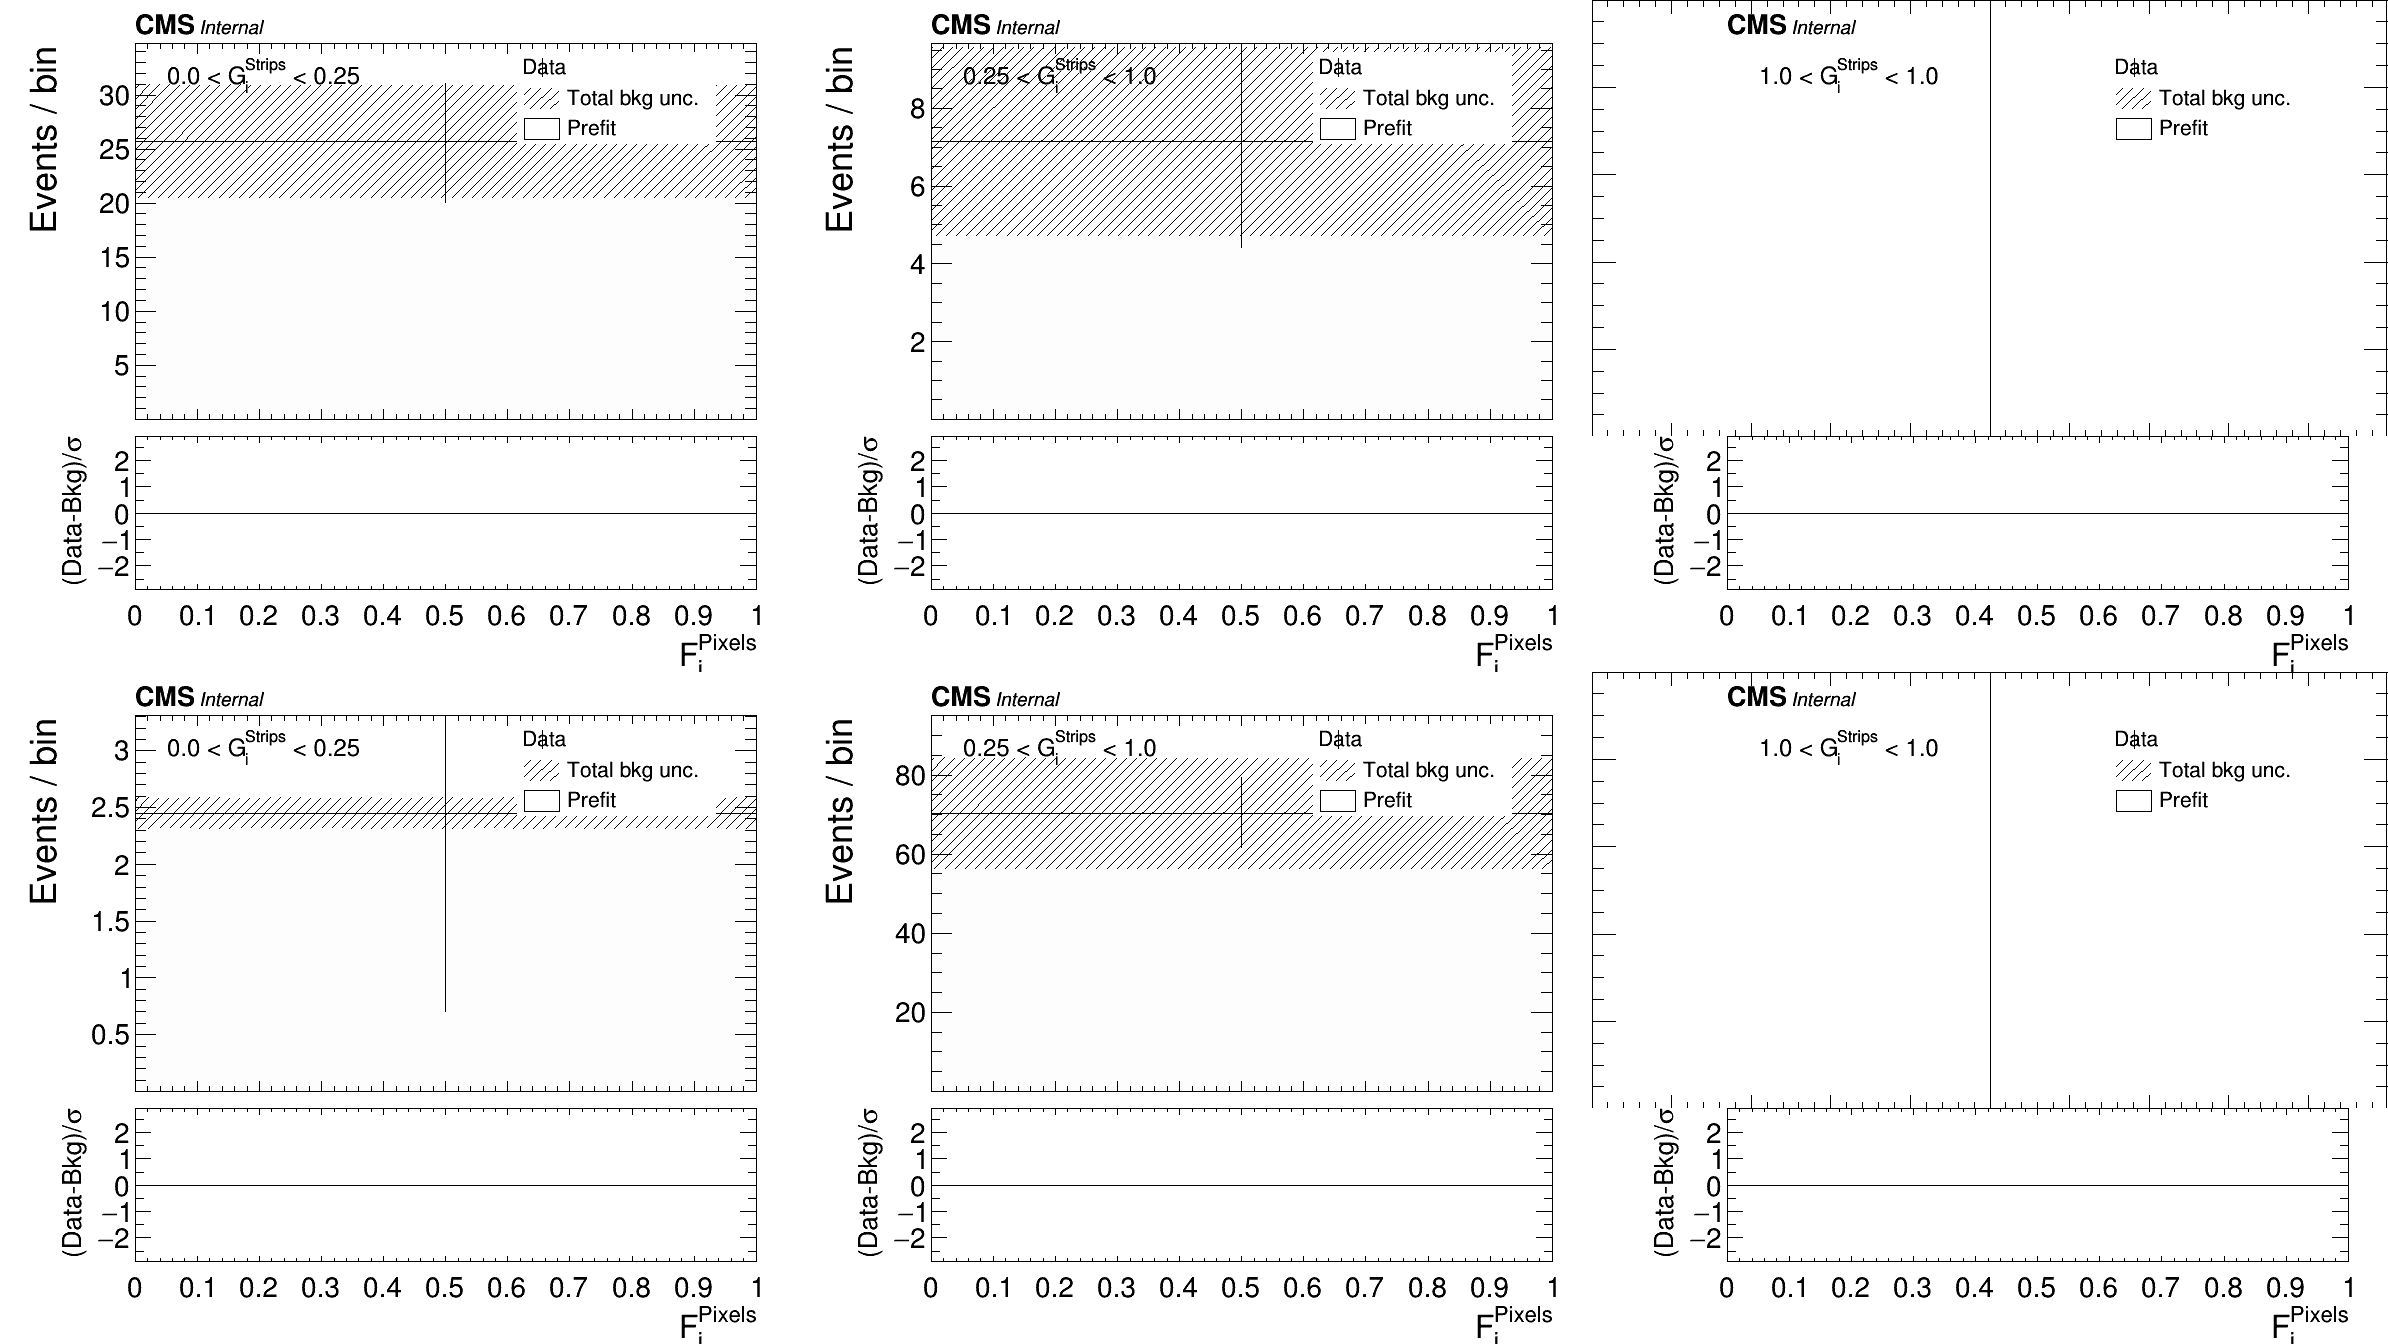 CMS Internal
0.0 < G_i^Strips < 0.25
Data
Total bkg unc.
Prefit
Events / bin
30
25
20
15
10
5
(Data-Bkg)/σ
2
1
0
−1
−2
0 0.1 0.2 0.3 0.4 0.5 0.6 0.7 0.8 0.9 1
F_i^Pixels
CMS Internal
0.25 < G_i^Strips < 1.0
Data
Total bkg unc.
Prefit
Events / bin
8
6
4
2
(Data-Bkg)/σ
2
1
0
−1
−2
0 0.1 0.2 0.3 0.4 0.5 0.6 0.7 0.8 0.9 1
F_i^Pixels
CMS Internal
1.0 < G_i^Strips < 1.0
Data
Total bkg unc.
Prefit
(Data-Bkg)/σ
2
1
0
−1
−2
0 0.1 0.2 0.3 0.4 0.5 0.6 0.7 0.8 0.9 1
F_i^Pixels
CMS Internal
0.0 < G_i^Strips < 0.25
Data
Total bkg unc.
Prefit
Events / bin
3
2.5
2
1.5
1
0.5
(Data-Bkg)/σ
2
1
0
−1
−2
0 0.1 0.2 0.3 0.4 0.5 0.6 0.7 0.8 0.9 1
F_i^Pixels
CMS Internal
0.25 < G_i^Strips < 1.0
Data
Total bkg unc.
Prefit
Events / bin
80
60
40
20
(Data-Bkg)/σ
2
1
0
−1
−2
0 0.1 0.2 0.3 0.4 0.5 0.6 0.7 0.8 0.9 1
F_i^Pixels
CMS Internal
1.0 < G_i^Strips < 1.0
Data
Total bkg unc.
Prefit
(Data-Bkg)/σ
2
1
0
−1
−2
0 0.1 0.2 0.3 0.4 0.5 0.6 0.7 0.8 0.9 1
F_i^Pixels